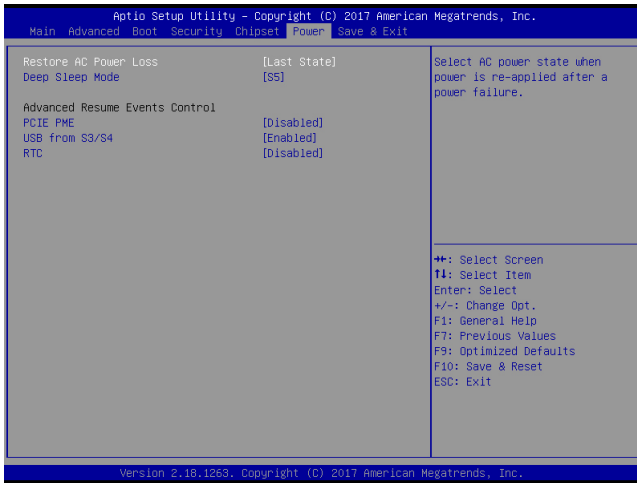 Aptio Setup Utility – Copyright (C) 2017 American Megatrends, Inc.
Main Advanced Boot Security Chipset Power Save & Exit
Restore AC Power Loss [Last State]
Deep Sleep Mode [S5]
Advanced Resume Events Control
PCIE PME [Disabled]
USB from S3/S4 [Enabled]
RTC [Disabled]
Select AC power state when
power is re-applied after a
power failure.
→←: Select Screen
↑↓: Select Item
Enter: Select
+/-: Change Opt.
F1: General Help
F7: Previous Values
F9: Optimized Defaults
F10: Save & Reset
ESC: Exit
Version 2.18.1263. Copyright (C) 2017 American Megatrends, Inc.